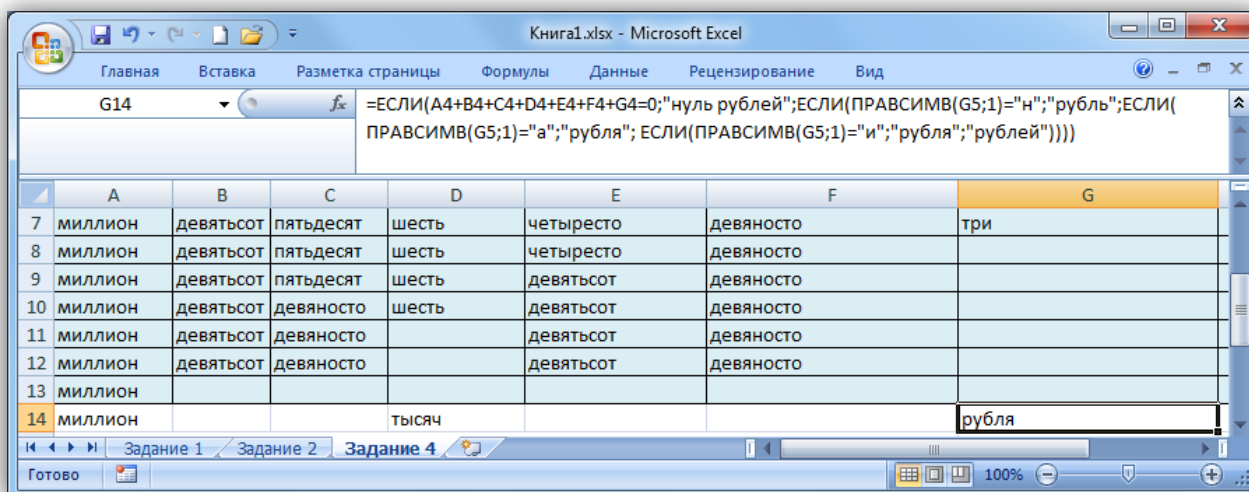 Книга1.xlsx - Microsoft Excel
Главная Вставка Разметка страницы Формулы Данные Рецензирование Вид
G14 fx =ЕСЛИ(A4+B4+C4+D4+E4+F4+G4=0;"нуль рублей";ЕСЛИ(ПРАВСИМВ(G5;1)="н";"рубль";ЕСЛИ(
ПРАВСИМВ(G5;1)="а";"рубля"; ЕСЛИ(ПРАВСИМВ(G5;1)="и";"рубля";"рублей"))))
A B C D E F G
7 миллион девятьсот пятьдесят шесть четыресто девяносто три
8 миллион девятьсот пятьдесят шесть четыресто девяносто
9 миллион девятьсот пятьдесят шесть девятьсот девяносто
10 миллион девятьсот девяносто шесть девятьсот девяносто
11 миллион девятьсот девяносто девятьсот девяносто
12 миллион девятьсот девяносто девятьсот девяносто
13 миллион
14 миллион тысяч рубля
Задание 1 Задание 2 Задание 4
Готово 100%